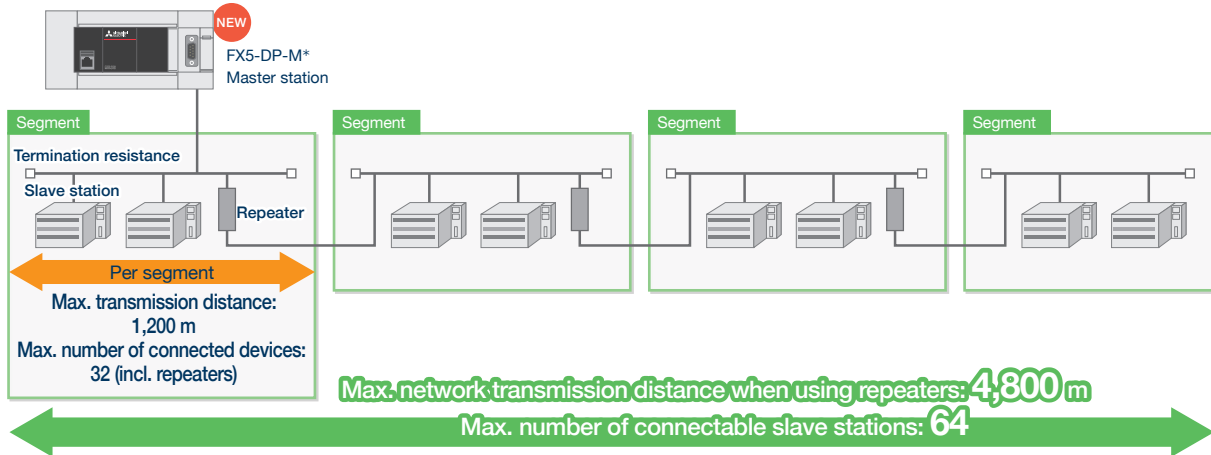 NEW
FX5-DP-M*
Master station
Segment
Segment
Segment
Segment
Termination resistance
Slave station
Repeater
Per segment
Max. transmission distance:
1,200 m
Max. number of connected devices:
32 (incl. repeaters)
Max. network transmission distance when using repeaters: 4,800 m
Max. number of connectable slave stations: 64